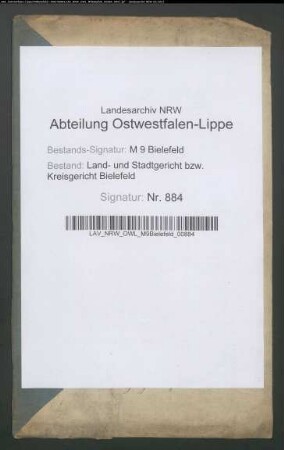 Landesarchiv NRW
Abteilung Ostwestfalen-Lippe
Bestands-Signatur: M 9 Bielefeld
Bestand: Land- und Stadtgericht bzw.
Kreisgericht Bielefeld
Signatur: Nr. 884
LAV_NRW_OWL_M9Bielefeld_00884